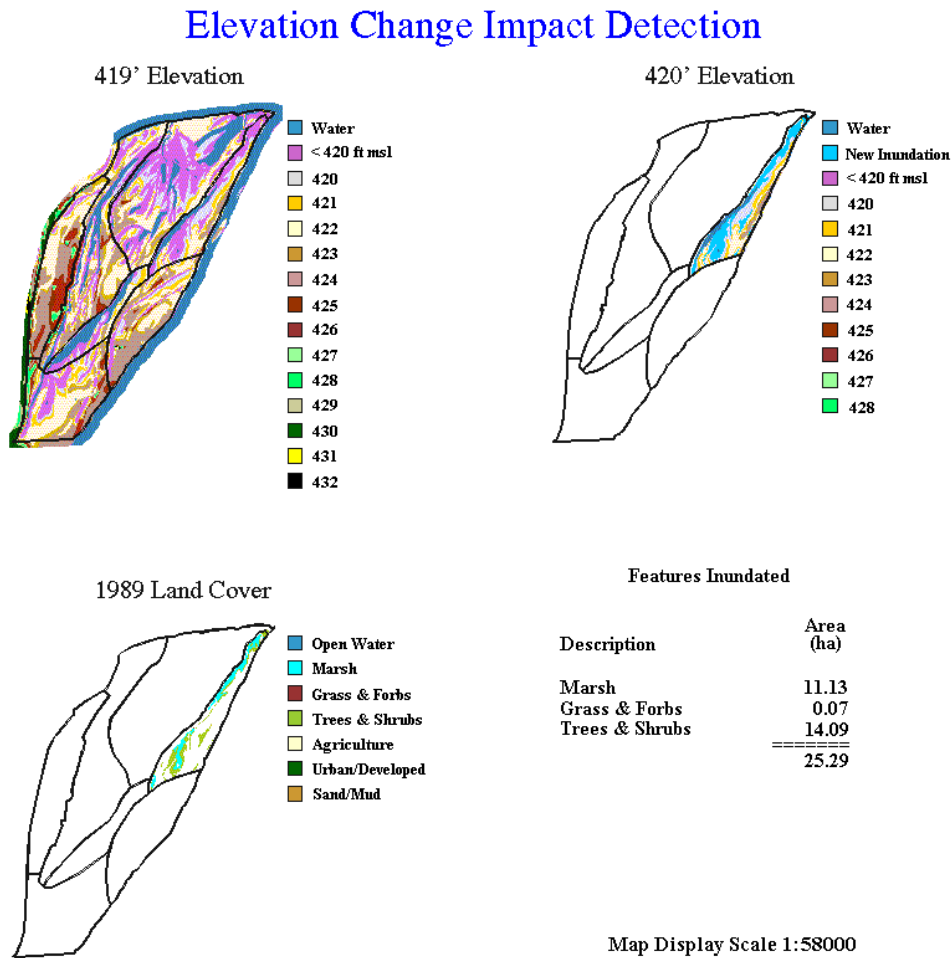 Elevation Change Impact Detection
419’ Elevation
Water
< 420 ft msl
420
421
422
423
424
425
426
427
428
429
430
431
432
420’ Elevation
Water
New Inundation
< 420 ft msl
420
421
422
423
424
425
426
427
428
1989 Land Cover
Open Water
Marsh
Grass & Forbs
Trees & Shrubs
Agriculture
Urban/Developed
Sand/Mud
Features Inundated
Description Area (ha)
Marsh 11.13
Grass & Forbs 0.07
Trees & Shrubs 14.09
=======
25.29
Map Display Scale 1:58000